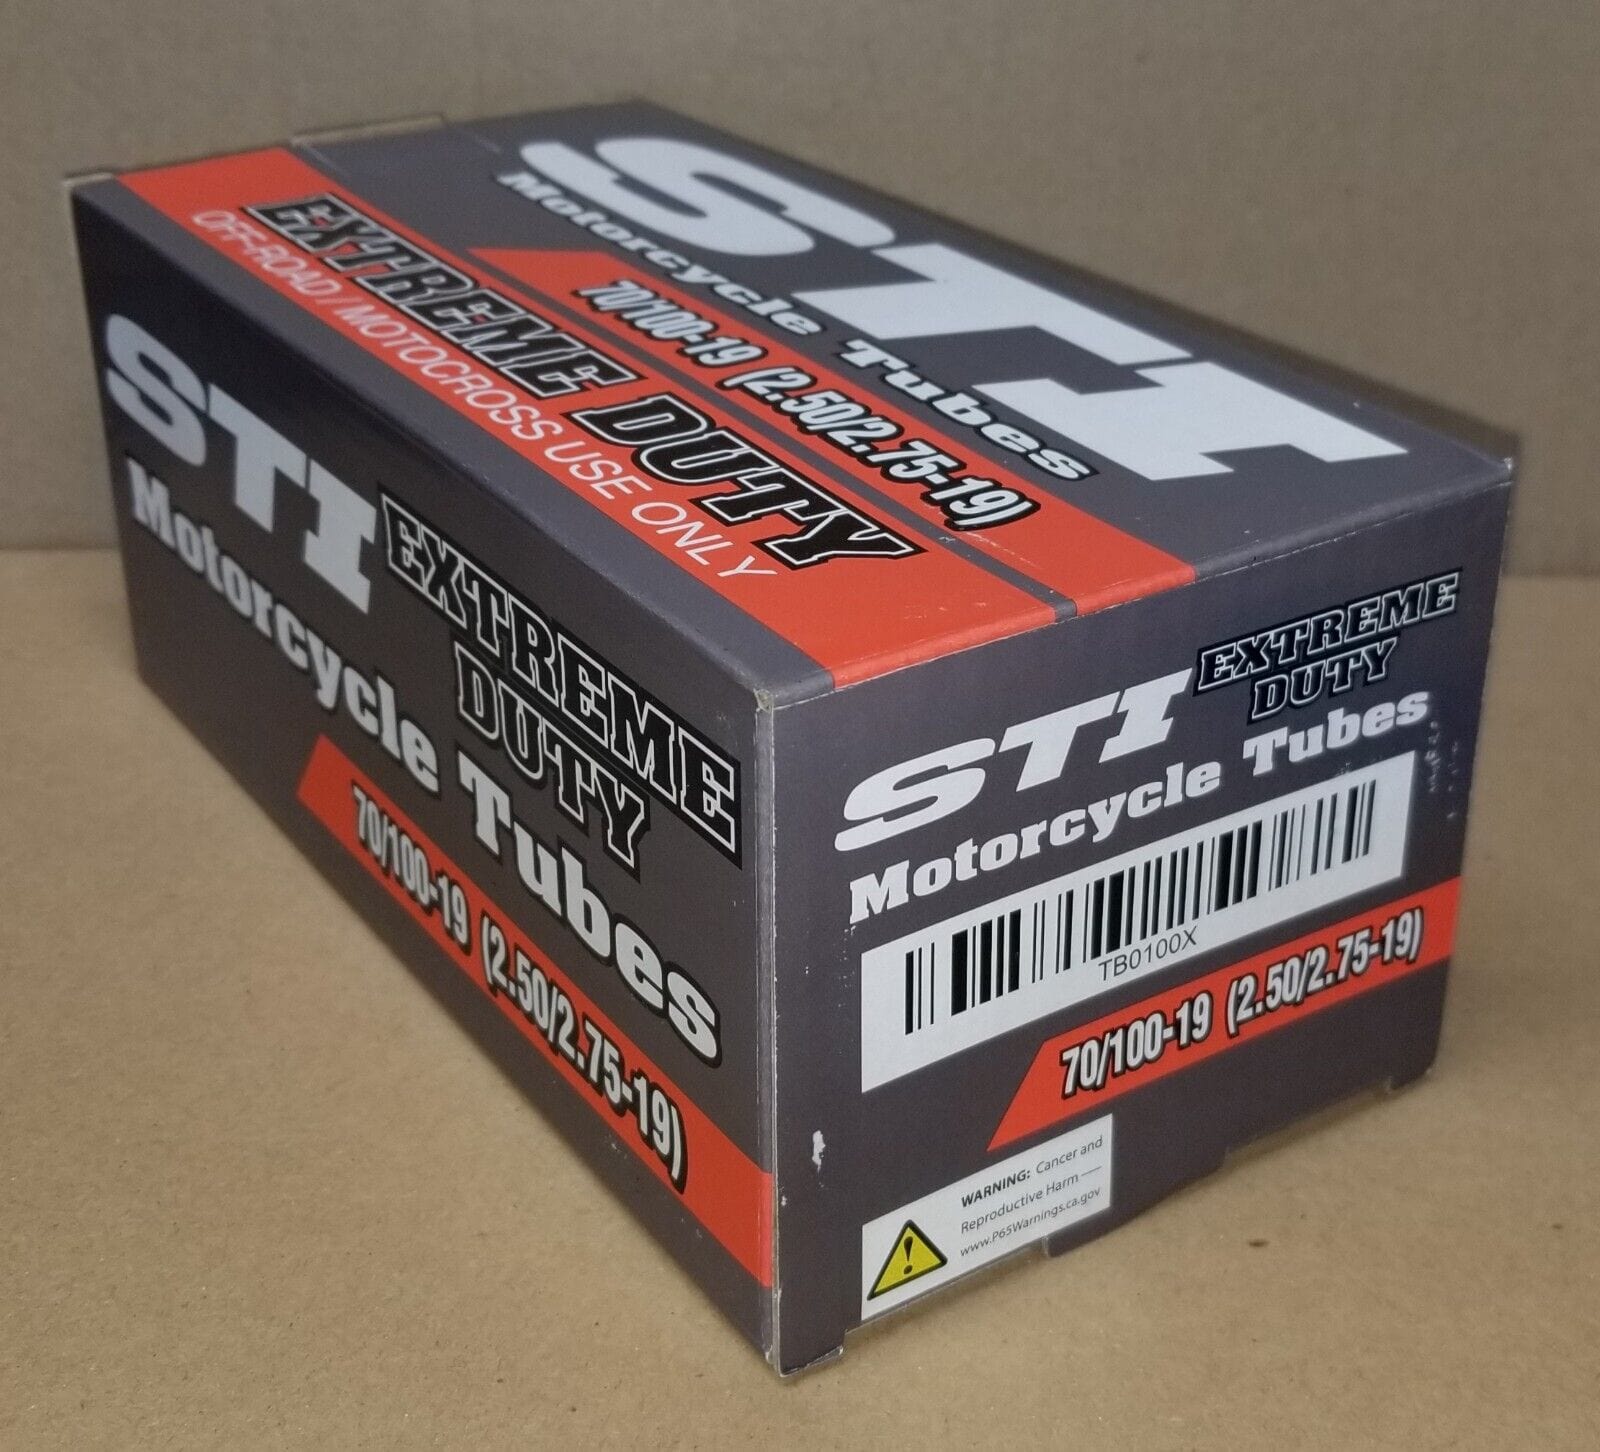 STI
Motorcycle Tubes
70/100-19 (2.50/2.75-19)
EXTREME DUTY
OFF-ROAD / MOTOCROSS USE ONLY
STI EXTREME DUTY
Motorcycle Tubes
70/100-19 (2.50/2.75-19)
STI EXTREME DUTY
Motorcycle Tubes
TB0100X
70/100-19 (2.50/2.75-19)
WARNING: Cancer and
Reproductive Harm
www.P65Warnings.ca.gov